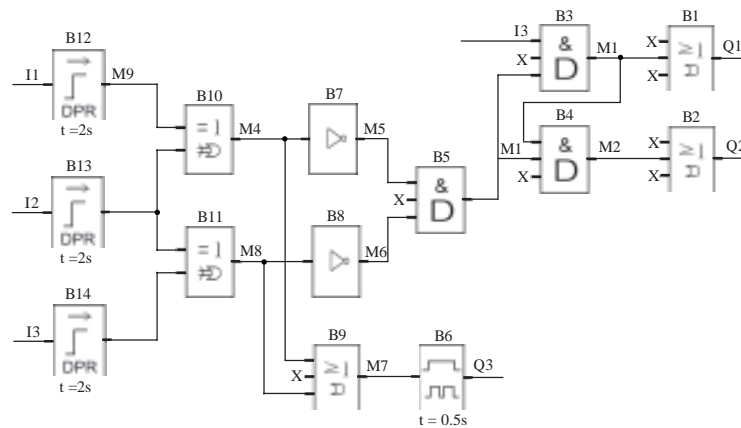 B12
I1
M9
DPR
t =2s
B13
I2
DPR
t =2s
B14
I3
DPR
t =2s
B10
= 1
M4
B11
= 1
M8
B7
M5
B8
M6
B9
≥1
X
M7
B5
&
X
D
B6
Q3
t = 0.5s
I3
B3
&
X
D
M1
B4
M1
&
X
D
M2
B1
X
≥1
X
Q1
B2
X
≥1
X
Q2